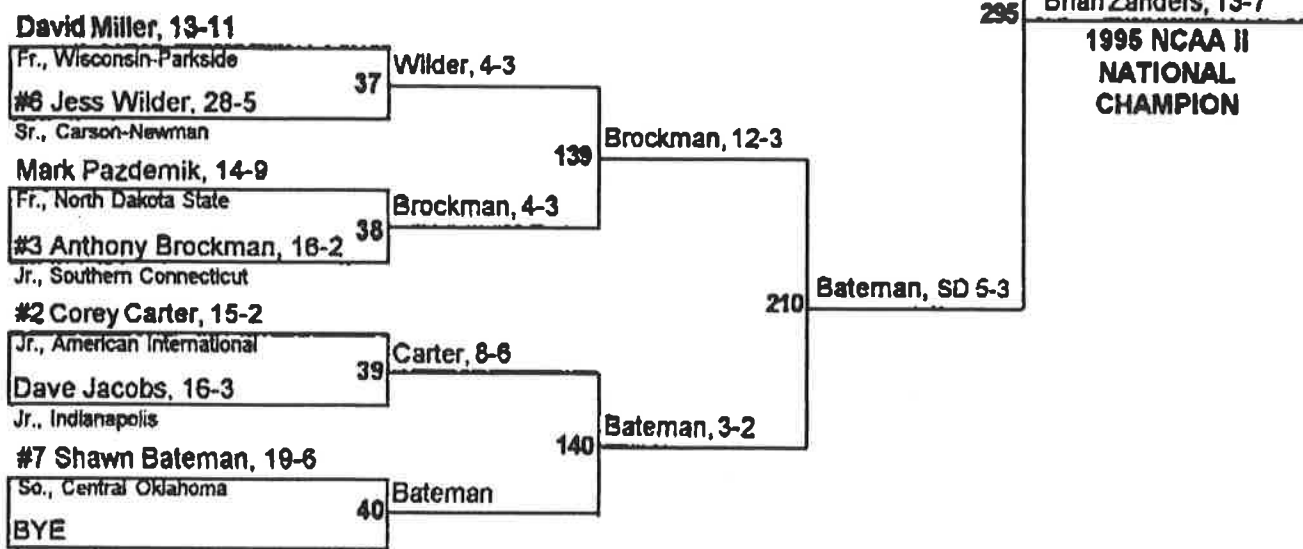 David Miller, 13-11
Fr., Wisconsin-Parkside
#6 Jess Wilder, 28-5
Sr., Carson-Newman
37
Wilder, 4-3
Mark Pazdernik, 14-9
Fr., North Dakota State
#3 Anthony Brockman, 16-2
Jr., Southern Connecticut
38
Brockman, 4-3
139
Brockman, 12-3
#2 Corey Carter, 15-2
Jr., American International
Dave Jacobs, 16-3
Jr., Indianapolis
39
Carter, 8-6
#7 Shawn Bateman, 19-6
So., Central Oklahoma
BYE
40
Bateman
140
Bateman, 3-2
210
Bateman, SD 5-3
295
Brian Zanders, 13-7
1995 NCAA II
NATIONAL
CHAMPION